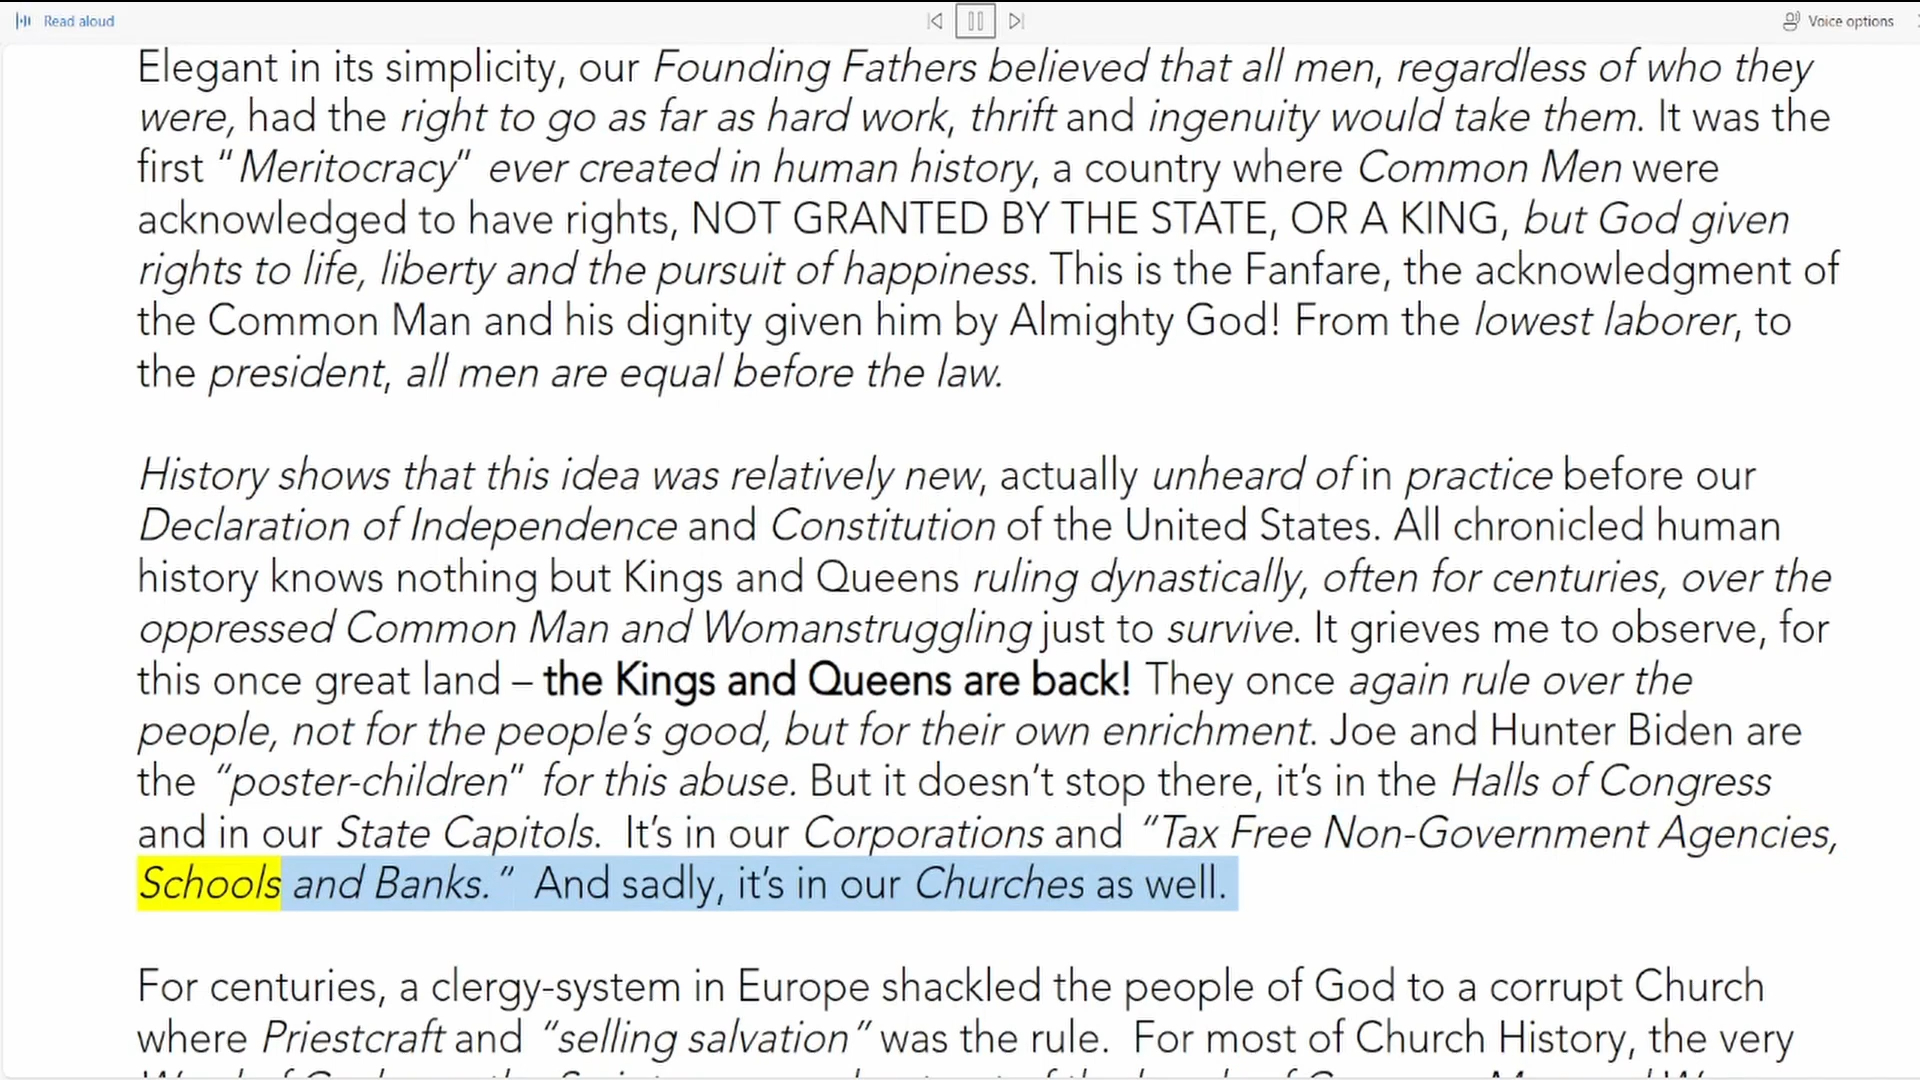 Read aloud
Voice options
Elegant in its simplicity, our Founding Fathers believed that all men, regardless of who they
were, had the right to go as far as hard work, thrift and ingenuity would take them. It was the
first “Meritocracy” ever created in human history, a country where Common Men were
acknowledged to have rights, NOT GRANTED BY THE STATE, OR A KING, but God given
rights to life, liberty and the pursuit of happiness. This is the Fanfare, the acknowledgment of
the Common Man and his dignity given him by Almighty God! From the lowest laborer, to
the president, all men are equal before the law.
History shows that this idea was relatively new, actually unheard of in practice before our
Declaration of Independence and Constitution of the United States. All chronicled human
history knows nothing but Kings and Queens ruling dynastically, often for centuries, over the
oppressed Common Man and Womanstruggling just to survive. It grieves me to observe, for
this once great land – the Kings and Queens are back! They once again rule over the
people, not for the people’s good, but for their own enrichment. Joe and Hunter Biden are
the “poster-children” for this abuse. But it doesn’t stop there, it’s in the Halls of Congress
and in our State Capitols. It’s in our Corporations and “Tax Free Non-Government Agencies,
Schools and Banks.” And sadly, it’s in our Churches as well.
For centuries, a clergy-system in Europe shackled the people of God to a corrupt Church
where Priestcraft and “selling salvation” was the rule. For most of Church History, the very